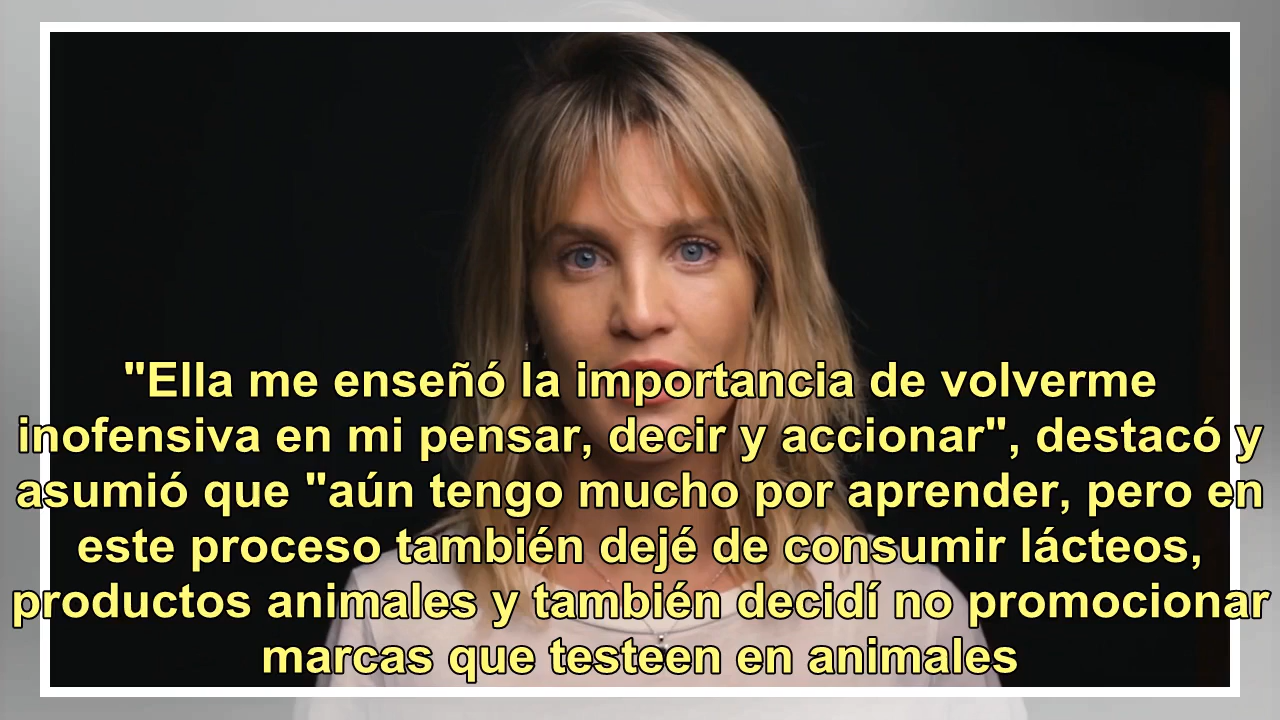 "Ella me enseñó la importancia de volverme
inofensiva en mi pensar, decir y accionar", destacó y
asumió que "aún tengo mucho por aprender, pero en
este proceso también dejé de consumir lácteos,
productos animales y también decidí no promocionar
marcas que testeen en animales